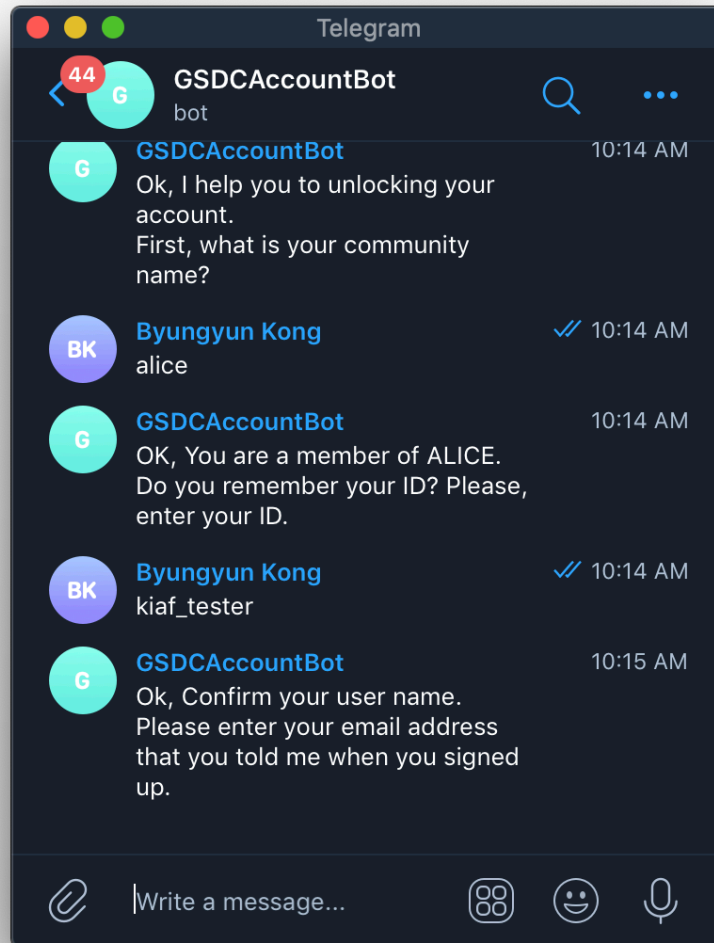 Telegram
44
G
GSDCAccountBot
bot
G
GSDCAccountBot
10:14 AM
Ok, I help you to unlocking your
account.
First, what is your community
name?
BK
Byungyun Kong
10:14 AM
alice
G
GSDCAccountBot
10:14 AM
OK, You are a member of ALICE.
Do you remember your ID? Please,
enter your ID.
BK
Byungyun Kong
10:14 AM
kiaf_tester
G
GSDCAccountBot
10:15 AM
Ok, Confirm your user name.
Please enter your email address
that you told me when you signed
up.
Write a message...